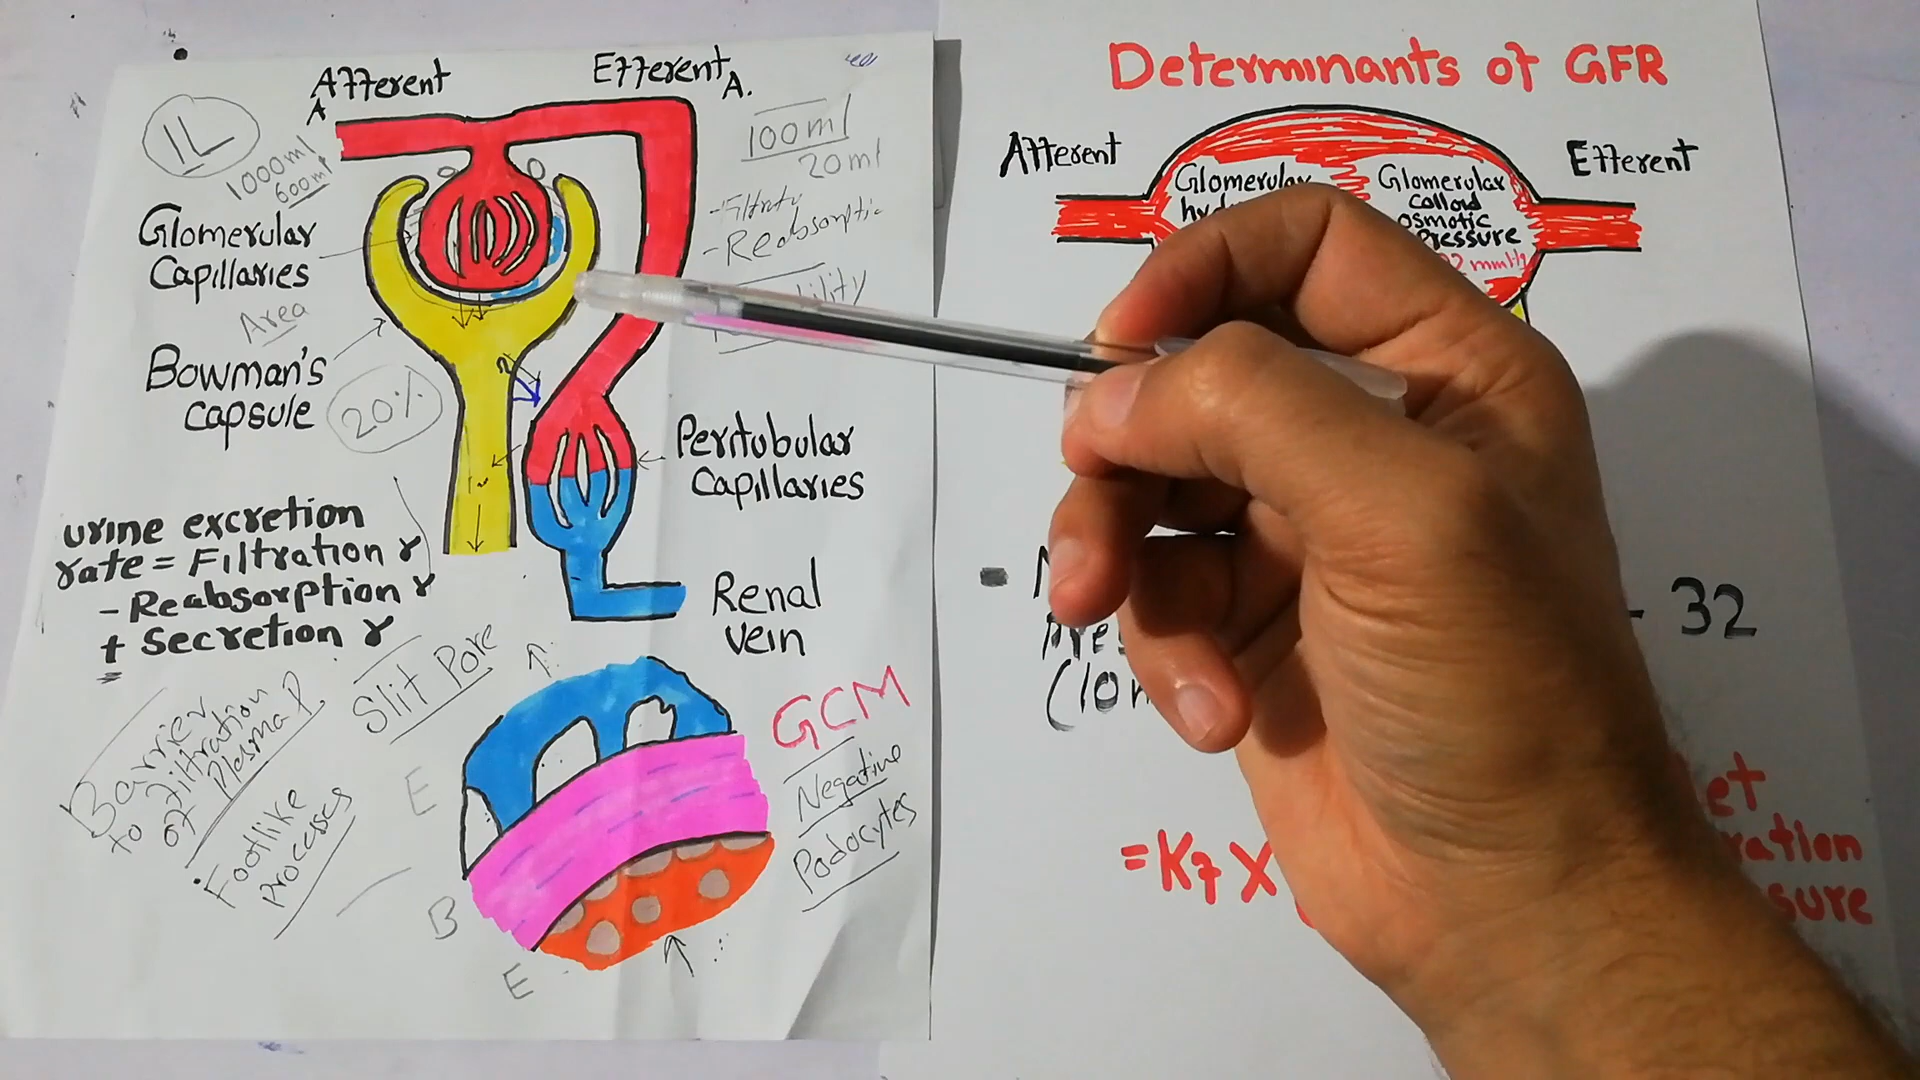 Afferent
A
Efferent
A.
1L
1000ml
600ml
100ml
20ml
- Reabsorptio
Glomerular
Capillaries
Area
Bowman's
capsule
20%
Peritubular
Capillaries
urine excretion
rate = Filtration r
- Reabsorption r
+ Secretion r
=
Renal
vein
Barrier
to filtration
of Plasma P.
Slit Pore
Footlike
Processes
GCM
Negative
Podocytes
E
B
E
Determinants of GFR
Afferent
Efferent
Glomerular
Glomerular
colloid
osmotic
Pressure
mmHg
- 32
= Kf X